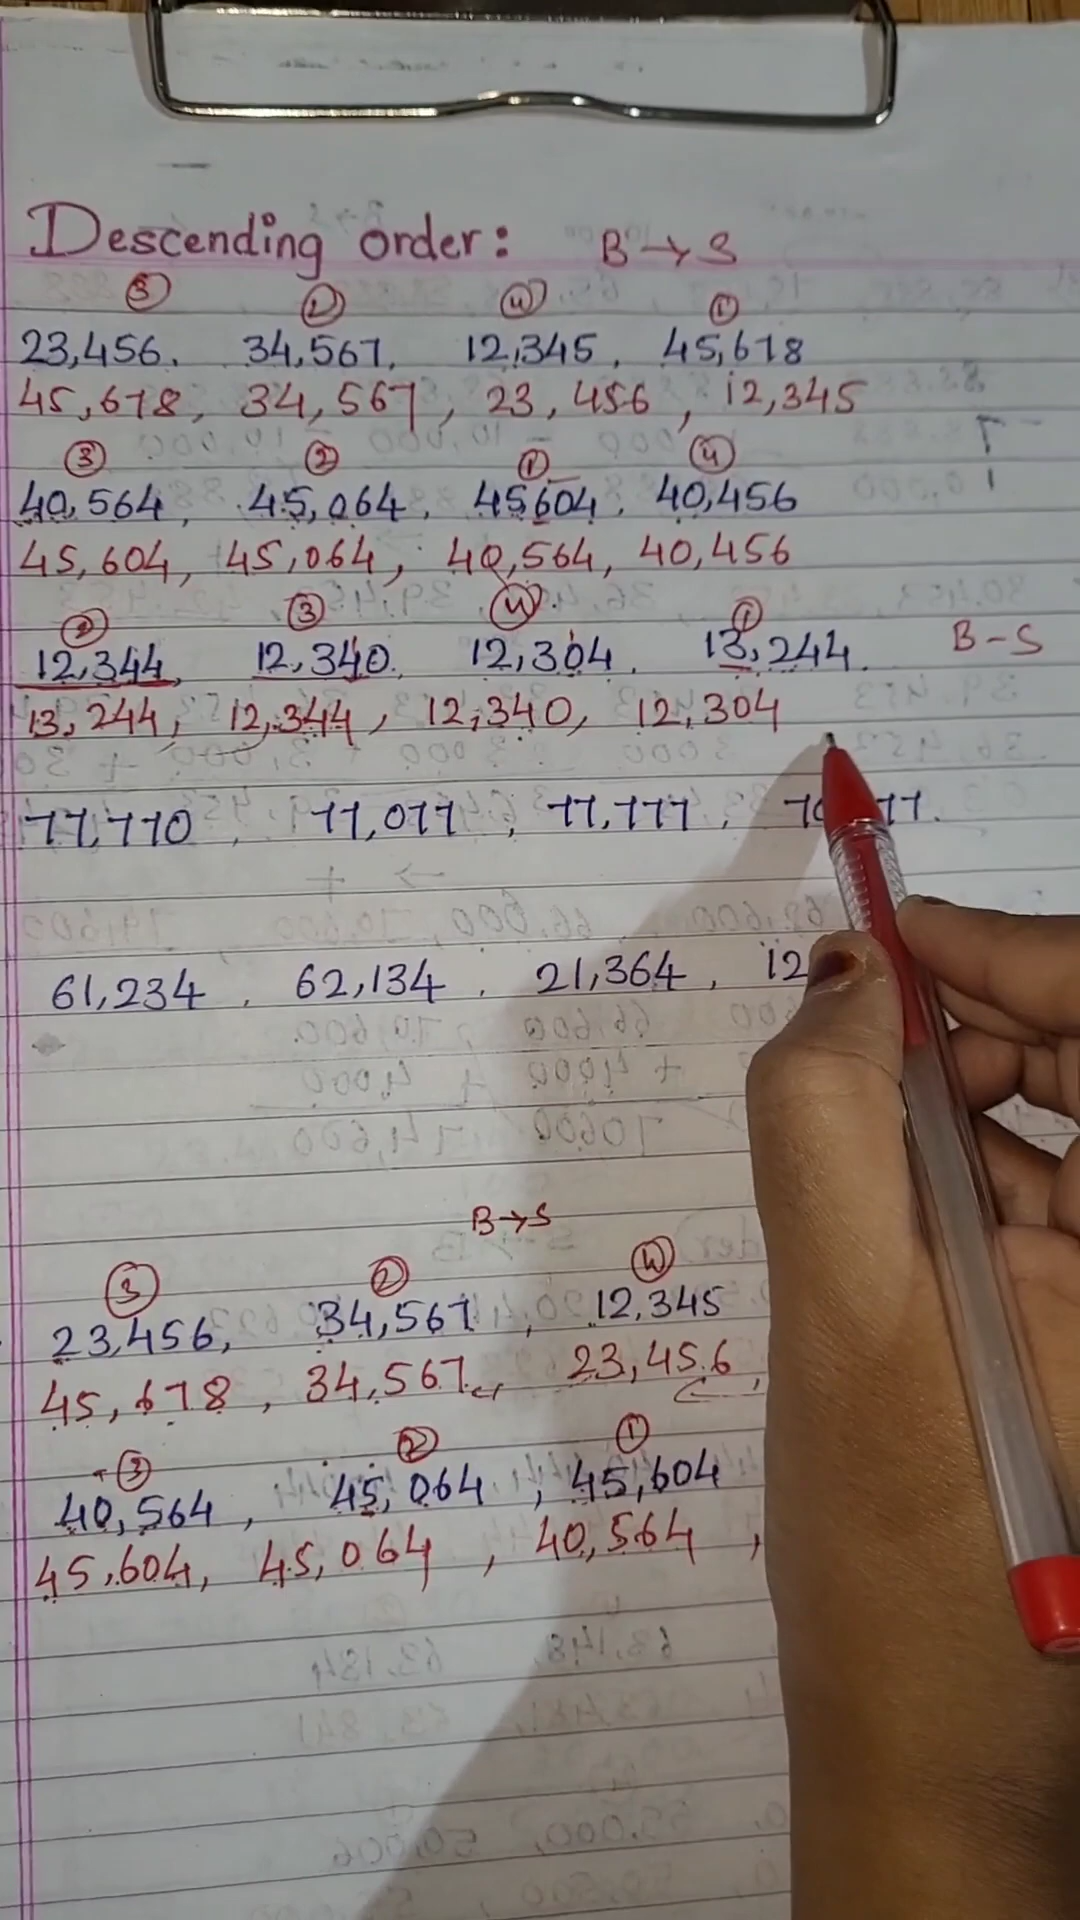 Descending order: B → S
③ ② ④ ①
23,456, 34,567, 12,345, 45,678
45,678, 34,567, 23,456, 12,345
③ ② ① ④
40,564, 45,064, 45604, 40,456
45,604, 45,064, 40,564, 40,456
② ③ ④ ①
12,344, 12,340, 12,304, 13,244. B-S
13,244, 12,344, 12,340, 12,304
77,770, 77,077, 77,777,
61,234, 62,134, 21,364, 12
B→S
③ ② ④
23,456, 34,567, 12,345
45,678, 34,567, 23,456,
③ ② ①
40,564, 45,064, 45,604
45,604, 45,064, 40,564,